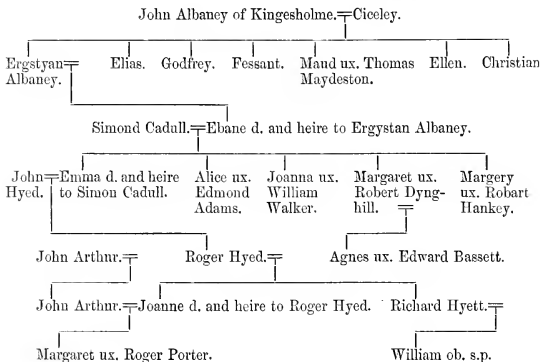 John Albaney of Kingesholme. Ciceley.
Ergstyan Albaney. Elias. Godfrey. Fessant. Maud ux. Thomas Maydeston. Ellen. Christian
Simond Cadull. Ebane d. and heire to Ergystan Albaney.
John Hyed. Emma d. and heire to Simon Cadull. Alice ux. Edmond Adams. Joanna ux. William Walker. Margaret ux. Robert Dyng-hill. Margery ux. Robart Hankey.
John Arthur. Roger Hyed. Agnes ux. Edward Bassett.
John Arthur. Joanne d. and heire to Roger Hyed. Richard Hyett.
Margaret ux. Roger Porter. William ob. s.p.